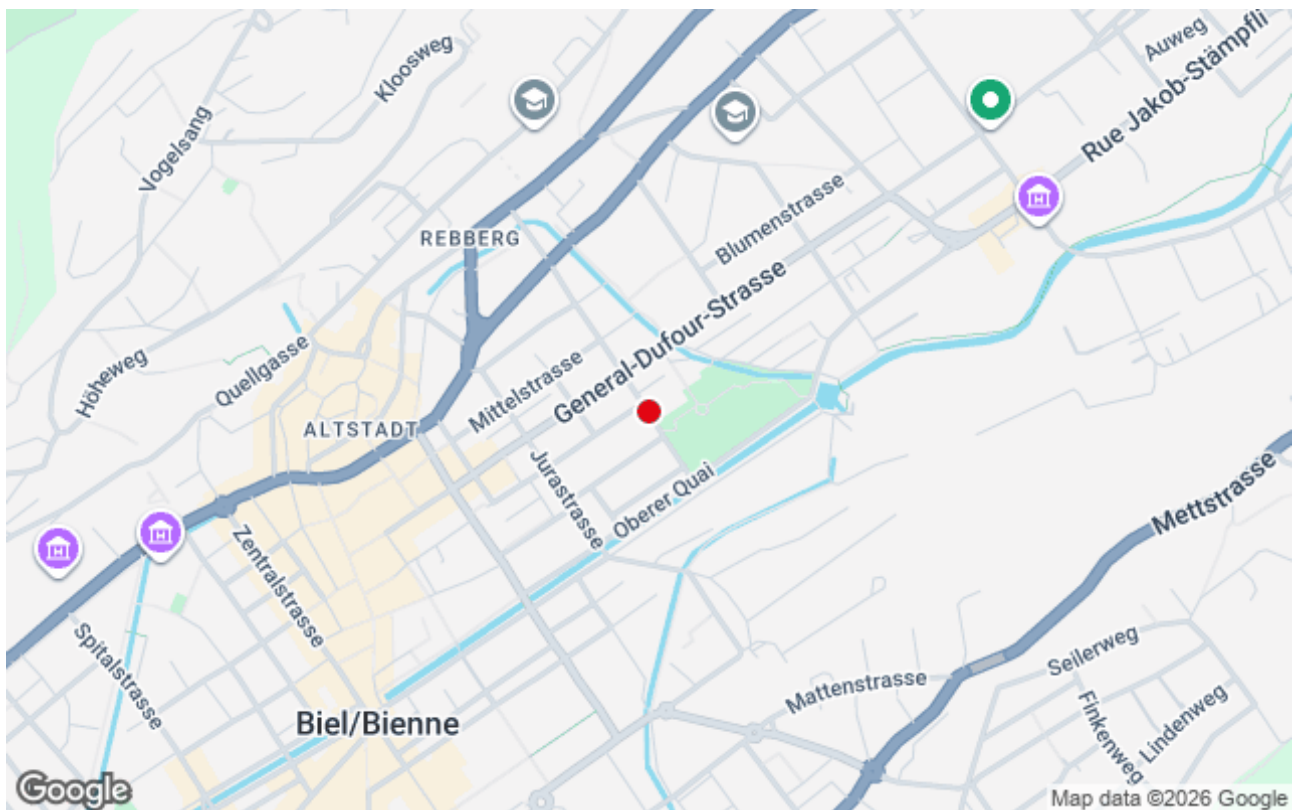 Kloosweg
Auweg
Rue Jakob-Stämpfli
Vogelsang
Blumenstrasse
REBBERG
General-Dufour-Strasse
Höheweg
Quellgasse
Mittelstrasse
ALTSTADT
Jurastrasse
Oberer Quai
Mettstrasse
Zentralstrasse
Spitalstrasse
Seilerweg
Mattenstrasse
Finkenweg
Lindenweg
Biel/Bienne
Google
Map data ©2026 Google